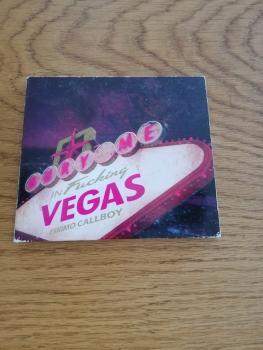 BURY ME
IN Fucking
VEGAS
ESKIMO CALLBOY